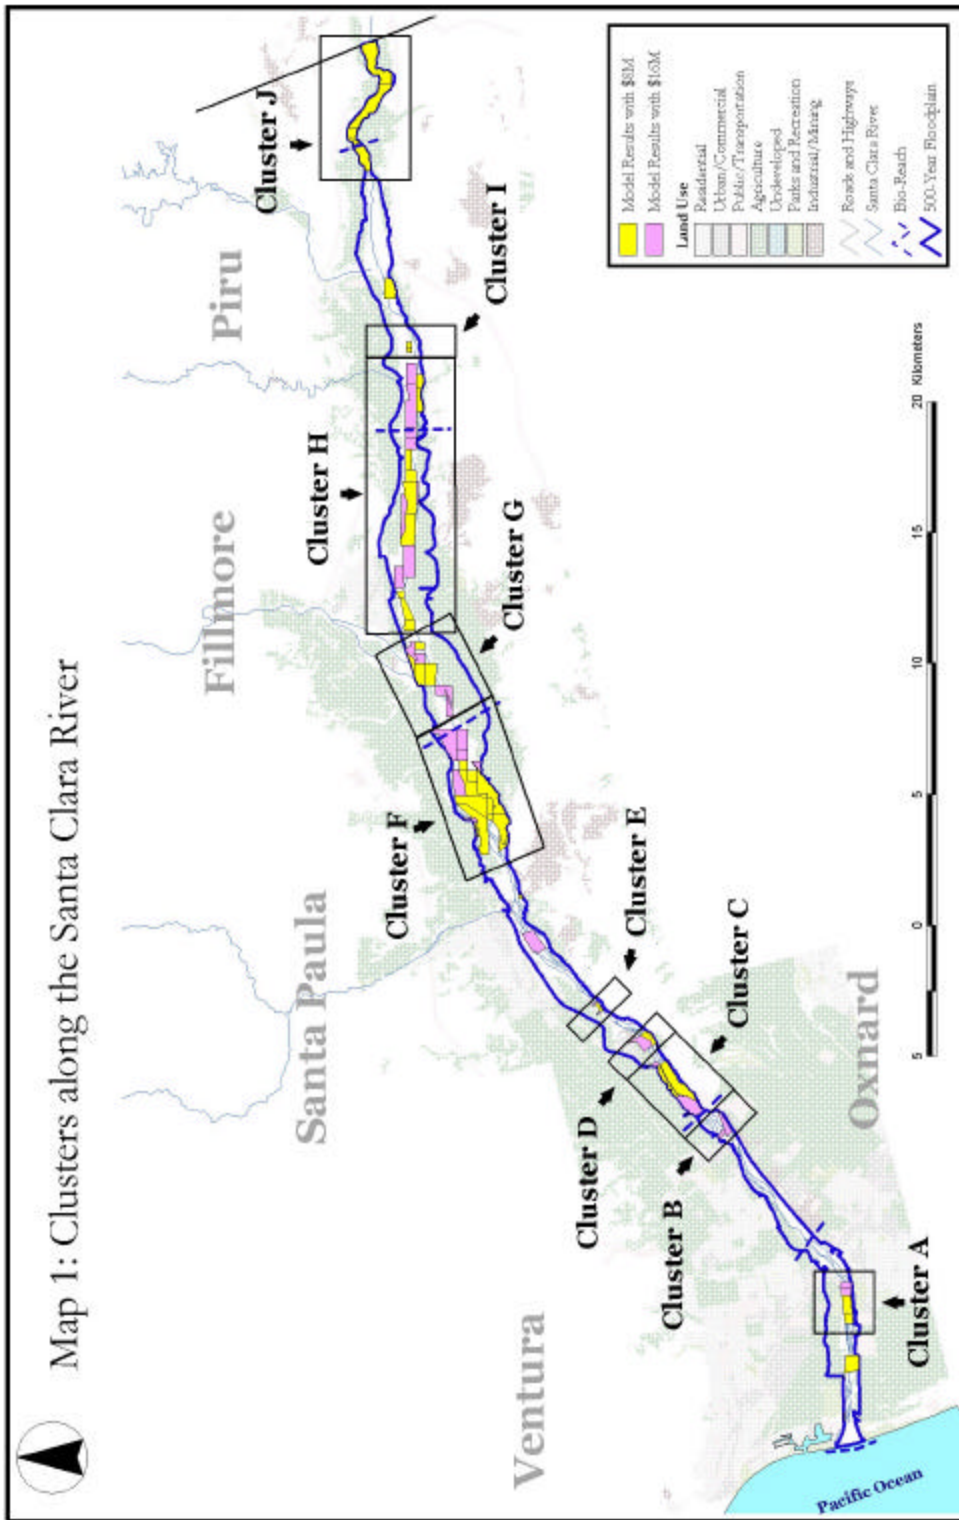 Map 1: Clusters along the Santa Clara River
Ventura
Santa Paula
Fillmore
Piru
Oxnard
Pacific Ocean
Cluster A
Cluster B
Cluster C
Cluster D
Cluster E
Cluster F
Cluster G
Cluster H
Cluster I
Cluster J
5 0 5 10 15 20 Kilometers
Model Results with $8M
Model Results with $16M
Land Use
Residential
Urban/Commercial
Public/Transportation
Agriculture
Undeveloped
Parks and Recreation
Industrial/Mining
Roads and Highways
Santa Clara River
Bio-Reach
500-Year Floodplain